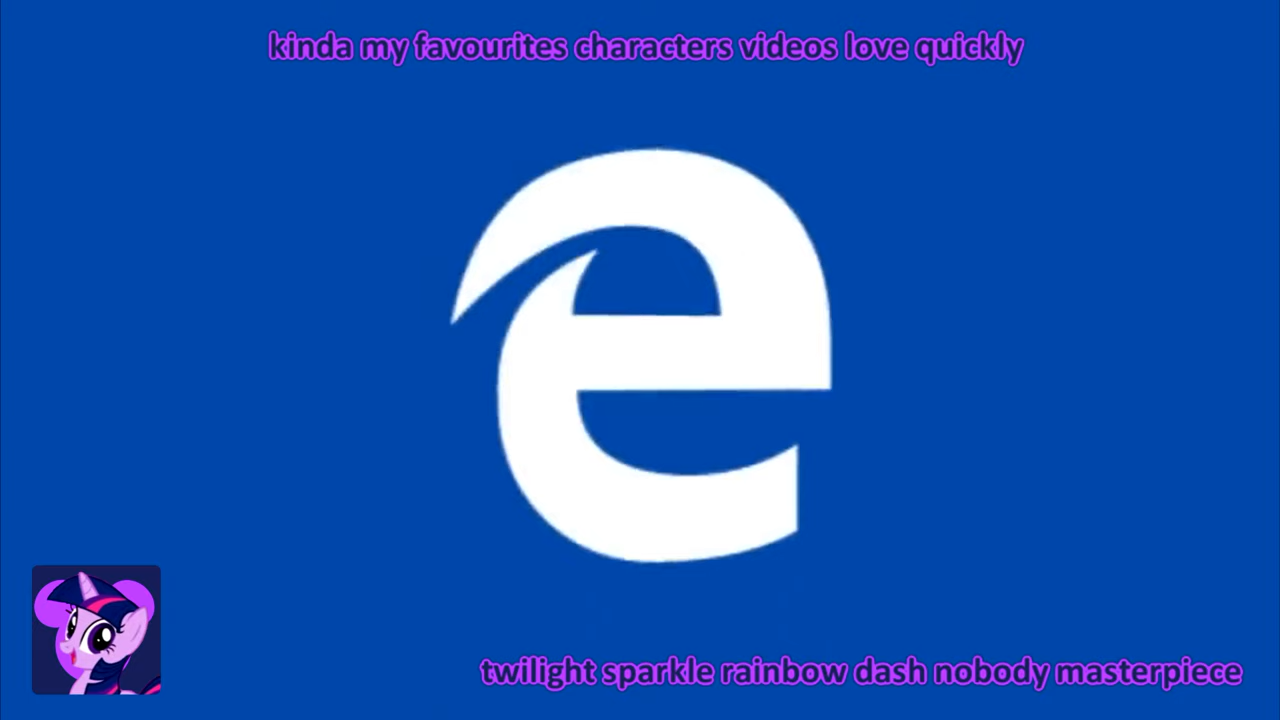 kinda my favourites characters videos love quickly
e
twilight sparkle rainbow dash nobody masterpiece